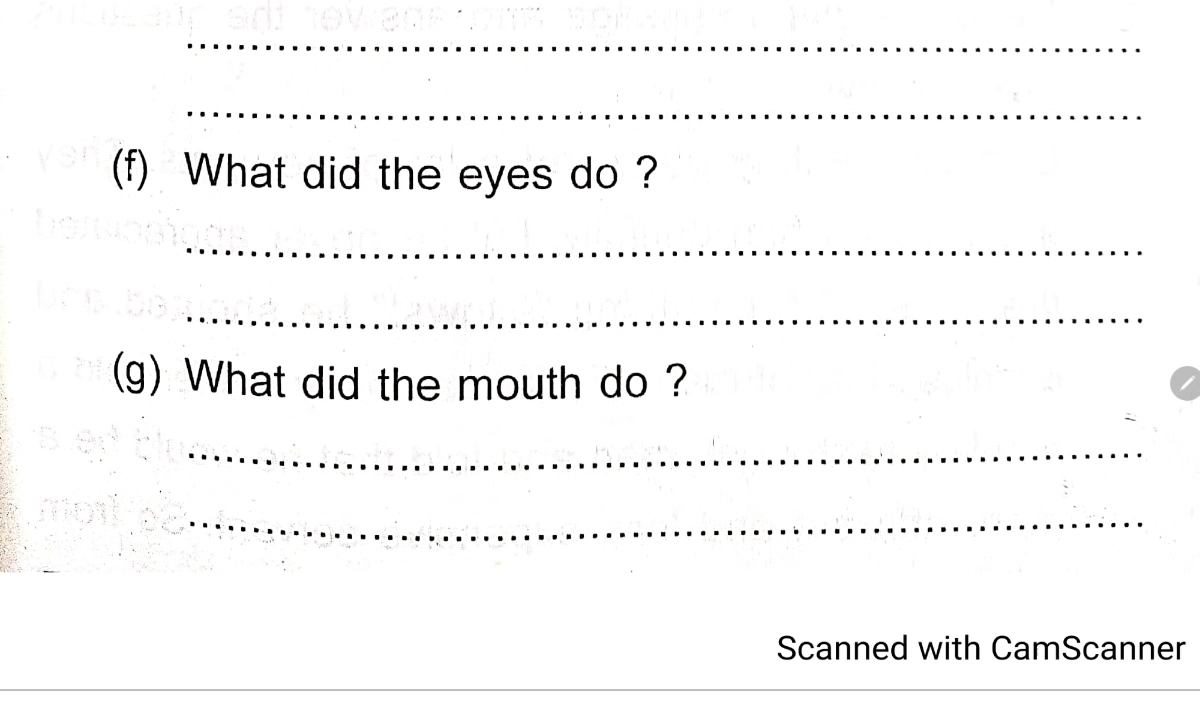 (f) What did the eyes do ?
(g) What did the mouth do ?
Scanned with CamScanner